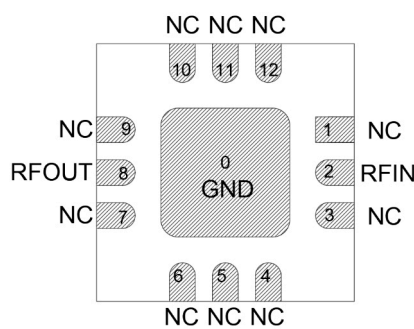 NC NC NC
10 11 12
NC 9 1 NC
RFOUT 8 0 2 RFIN
GND
NC 7 3 NC
6 5 4
NC NC NC